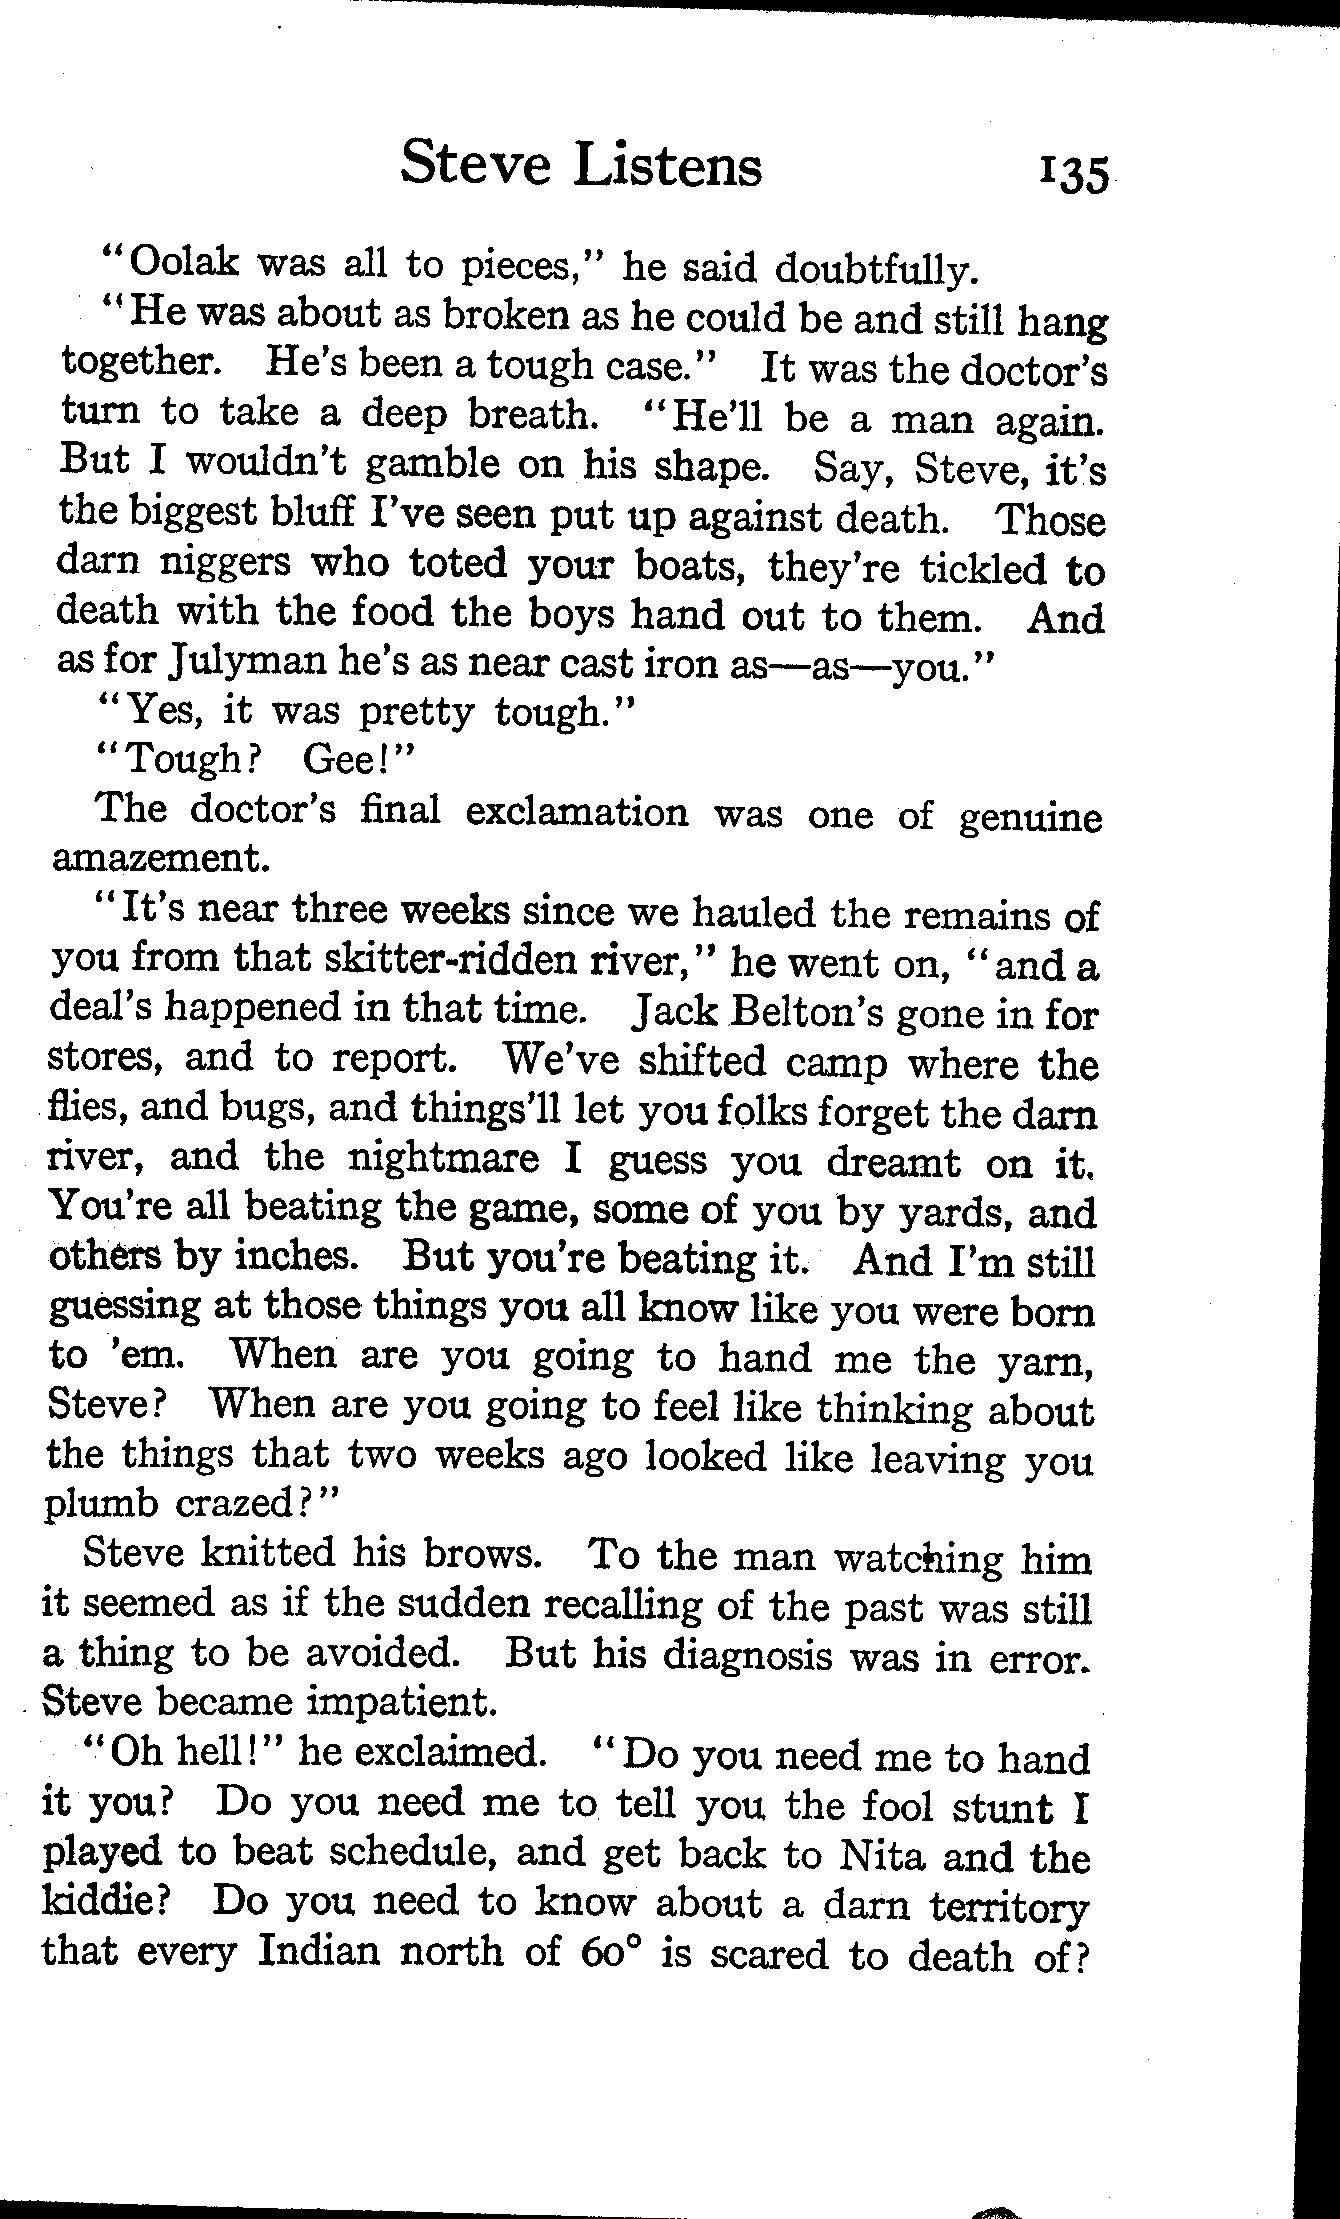 Steve Listens 135
“Oolak was all to pieces,” he said doubtfully.
“He was about as broken as he could be and still hang
together. He's been a tough case.” It was the doctor's
turn to take a deep breath. “He'll be a man again.
But I wouldn't gamble on his shape. Say, Steve, it's
the biggest bluff I've seen put up against death. Those
darn niggers who toted your boats, they're tickled to
death with the food the boys hand out to them. And
as for Julyman he's as near cast iron as—as—you.”
“Yes, it was pretty tough.”
“Tough? Gee!”
The doctor's final exclamation was one of genuine
amazement.
“It's near three weeks since we hauled the remains of
you from that skitter-ridden river,” he went on, “and a
deal's happened in that time. Jack Belton's gone in for
stores, and to report. We've shifted camp where the
flies, and bugs, and things'll let you folks forget the darn
river, and the nightmare I guess you dreamt on it.
You're all beating the game, some of you by yards, and
others by inches. But you're beating it. And I'm still
guessing at those things you all know like you were born
to 'em. When are you going to hand me the yarn,
Steve? When are you going to feel like thinking about
the things that two weeks ago looked like leaving you
plumb crazed?”
Steve knitted his brows. To the man watching him
it seemed as if the sudden recalling of the past was still
a thing to be avoided. But his diagnosis was in error.
Steve became impatient.
“Oh hell!” he exclaimed. “Do you need me to hand
it you? Do you need me to tell you the fool stunt I
played to beat schedule, and get back to Nita and the
kiddie? Do you need to know about a darn territory
that every Indian north of 60° is scared to death of?